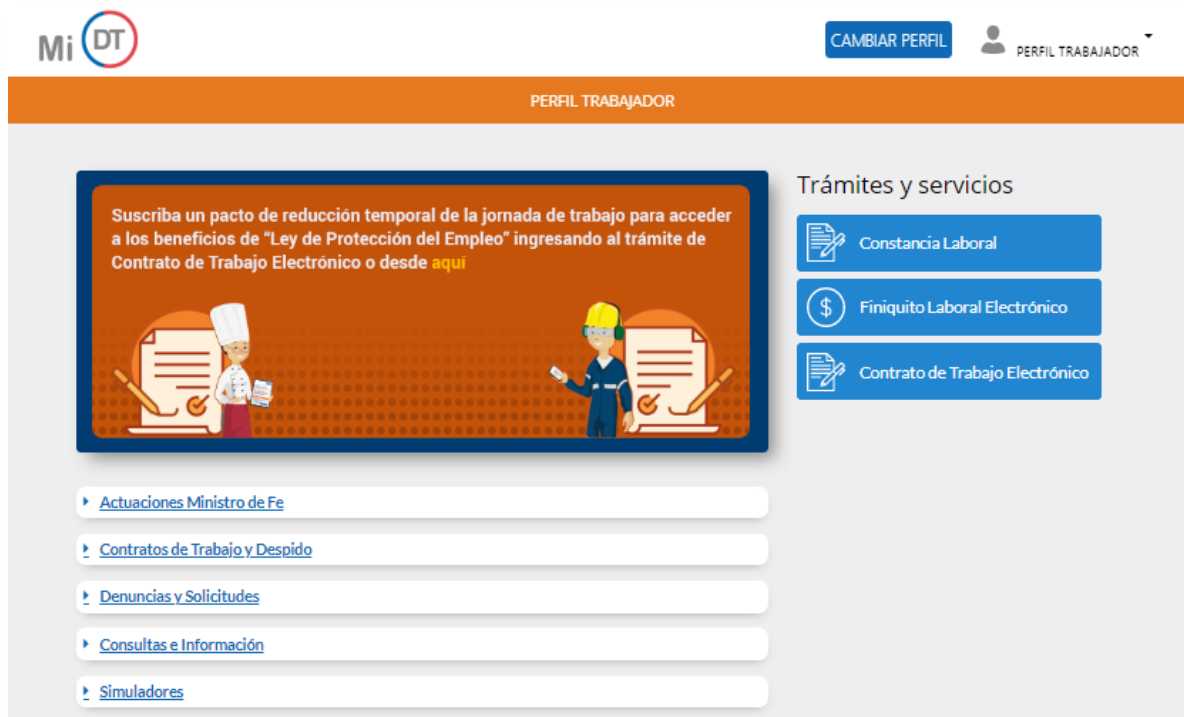 Mi DT
CAMBIAR PERFIL
PERFIL TRABAJADOR
PERFIL TRABAJADOR
Suscriba un pacto de reducción temporal de la jornada de trabajo para acceder
a los beneficios de "Ley de Protección del Empleo" ingresando al trámite de
Contrato de Trabajo Electrónico o desde aquí
Trámites y servicios
Constancia Laboral
$ Finiquito Laboral Electrónico
Contrato de Trabajo Electrónico
Actuaciones Ministro de Fe
Contratos de Trabajo y Despido
Denuncias y Solicitudes
Consultas e Información
Simuladores